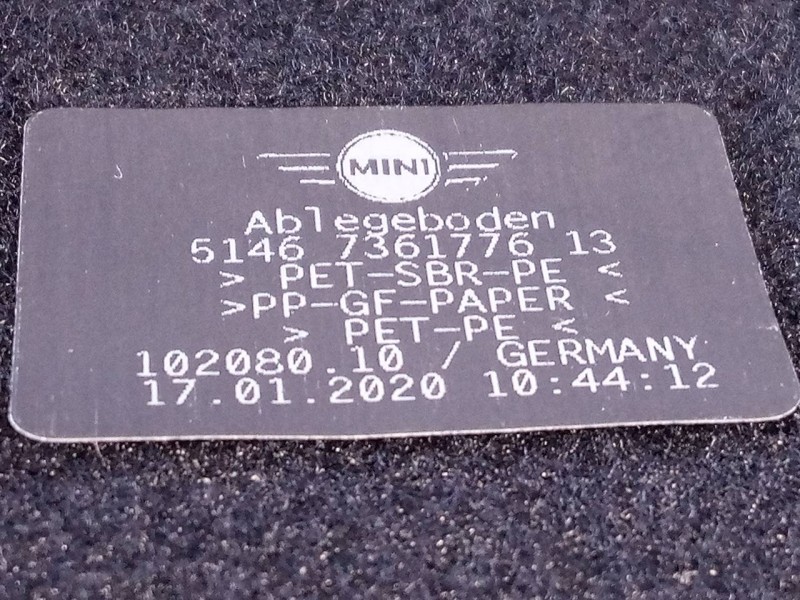 MINI
Ablegeboden
5146 7361776 13
> PET-SBR-PE <
>PP-GF-PAPER <
> PET-PE <
102080.10 / GERMANY
17.01.2020 10:44:12